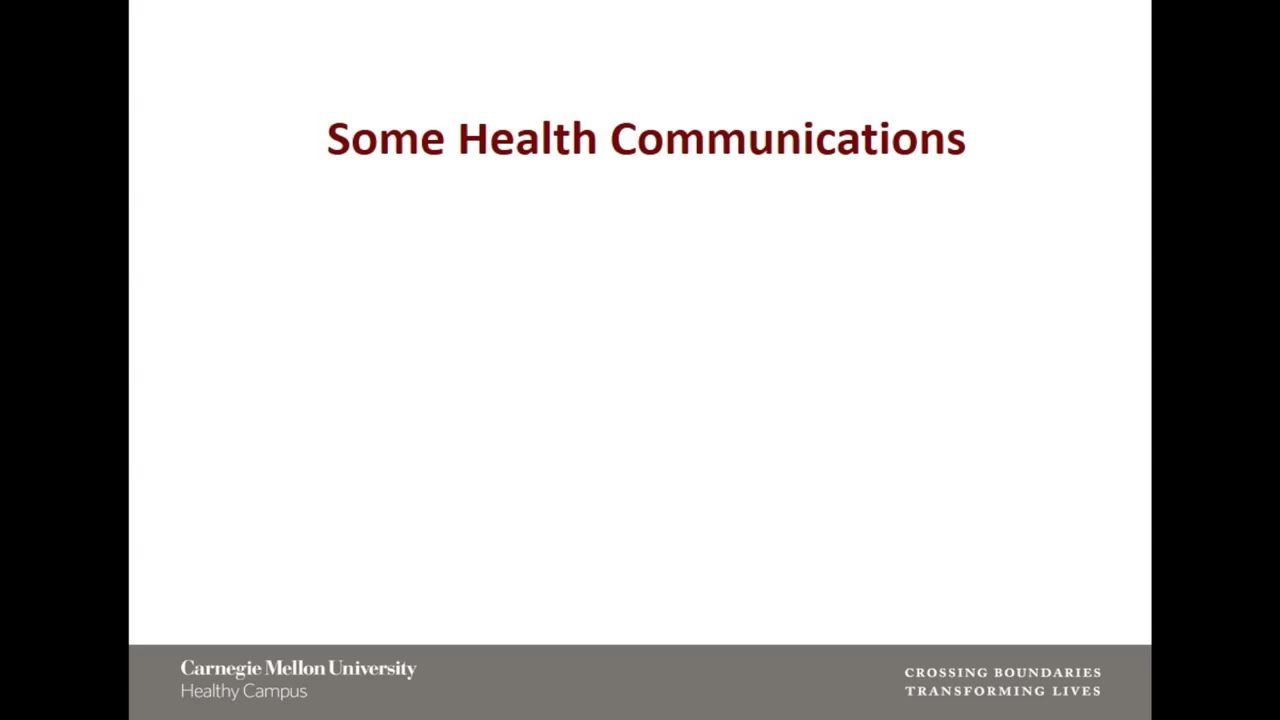 Some Health Communications
Carnegie Mellon University
Healthy Campus
CROSSING BOUNDARIES
TRANSFORMING LIVES